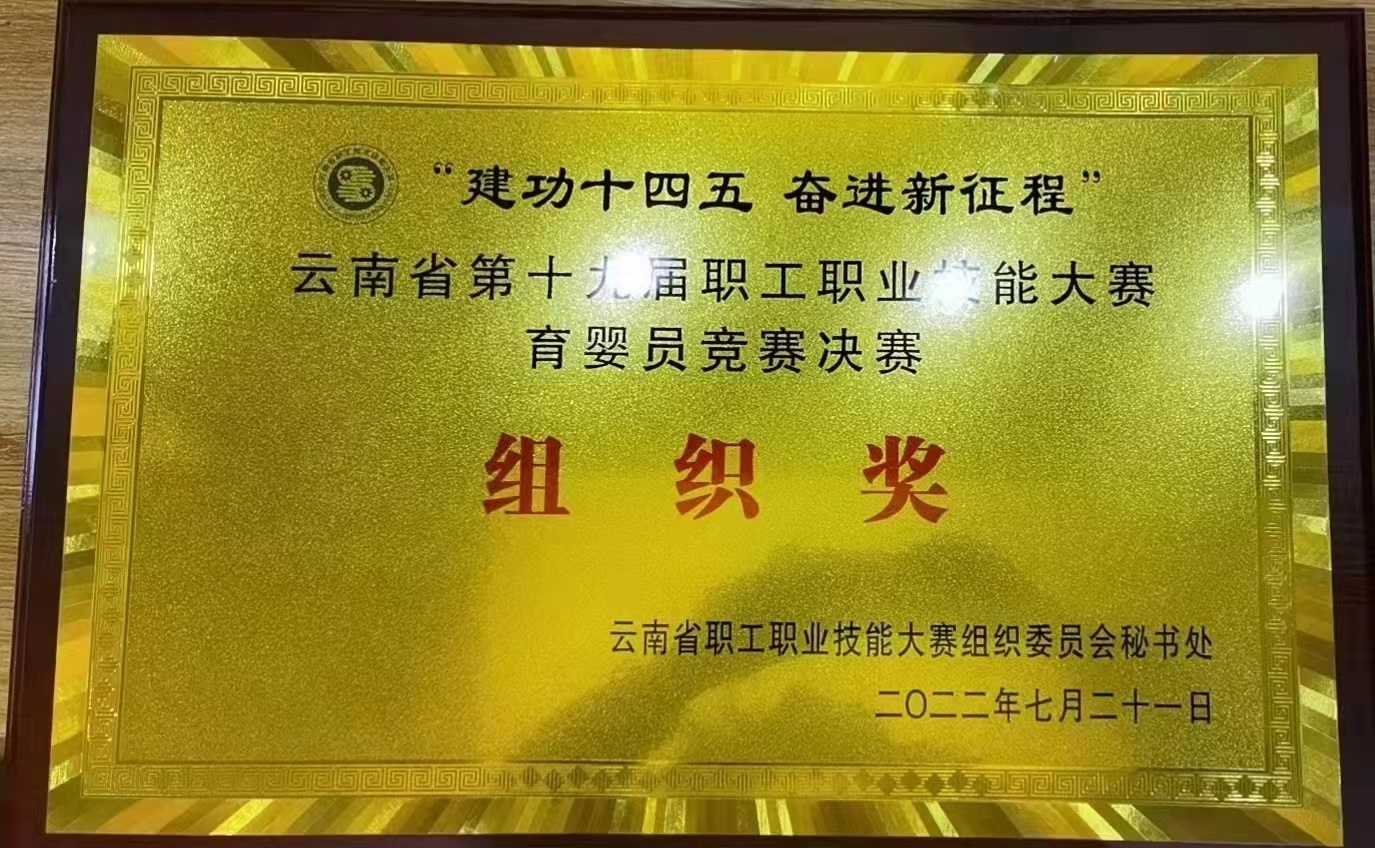 “建功十四五 奋进新征程”
云南省第十九届职工职业技能大赛
育婴员竞赛决赛
组织奖
云南省职工职业技能大赛组织委员会秘书处
二〇二二年七月二十一日